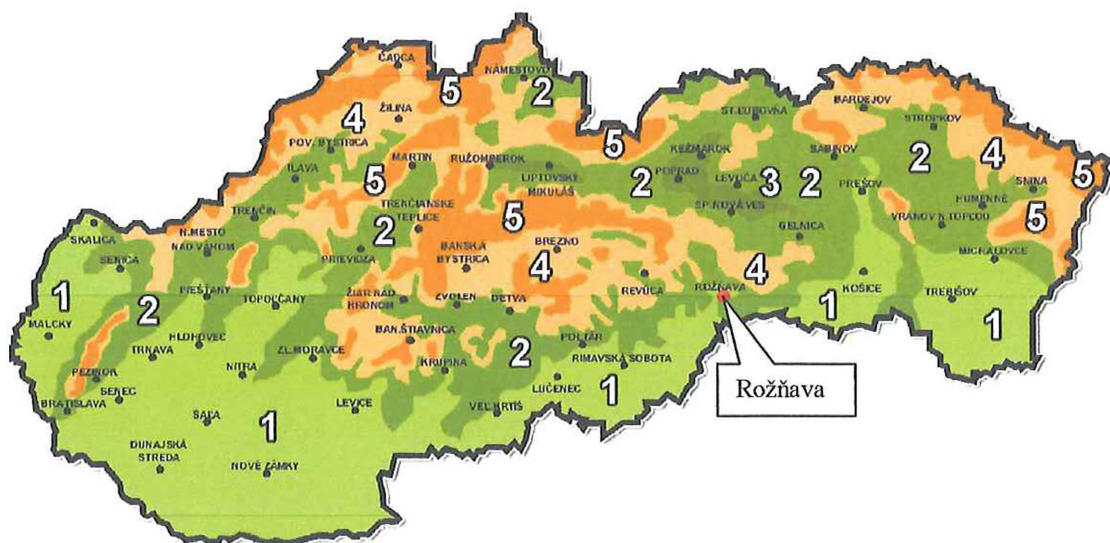 ČADCA
NÁMESTOVO
5
2
4
ŽILINA
BARDEJOV
ST.ĽUBOVŇA
STROPKOV
POV. BYSTRICA
5
KEŽMAROK
SABINOV
2
4
ILAVA
MARTIN
RUŽOMBEROK
LIPTOVSKÝ
MIKULÁŠ
POPRAD
LEVOČA
5
2
3
2
PREŠOV
SNINA
5
TRENČIN
TRENČIANSKE
TEPLICE
SP.NOVÁ VES
HUMENNÉ
5
SKALICA
N.MESTO
NAD VÁHOM
2
5
GELNICA
VRANOV N.TOPĽOU
SENICA
PRIEVIDZA
BANSKÁ
BYSTRICA
BREZNO
4
MICHALOVCE
1
2
PIEŠŤANY
TOPOĽČANY
ŽIAR NAD
HRONOM
ZVOLEN
DETVA
REVÚCA
ROŽŇAVA
4
KOŠICE
TREBIŠOV
1
1
MALCKY
HLOHOVEC
TRNAVA
BAN.ŠTIAVNICA
POLTÁR
2
ZL.MORAVCE
KRUPINA
RIMAVSKÁ SOBOTA
PEZINOK
NITRA
SENEC
LUČENEC
1
Rožňava
BRATISLAVA
ŠAĽA
1
LEVICE
VEĽ.KRTÍŠ
DUNAJSKÁ
STREDA
NOVÉ ZÁMKY